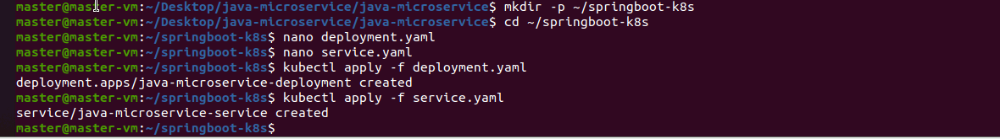 master@master-vm:~/Desktop/java-microservice/java-microservice$ mkdir -p ~/springboot-k8s
master@master-vm:~/Desktop/java-microservice/java-microservice$ cd ~/springboot-k8s
master@master-vm:~/springboot-k8s$ nano deployment.yaml
master@master-vm:~/springboot-k8s$ nano service.yaml
master@master-vm:~/springboot-k8s$ kubectl apply -f deployment.yaml
deployment.apps/java-microservice-deployment created
master@master-vm:~/springboot-k8s$ kubectl apply -f service.yaml
service/java-microservice-service created
master@master-vm:~/springboot-k8s$